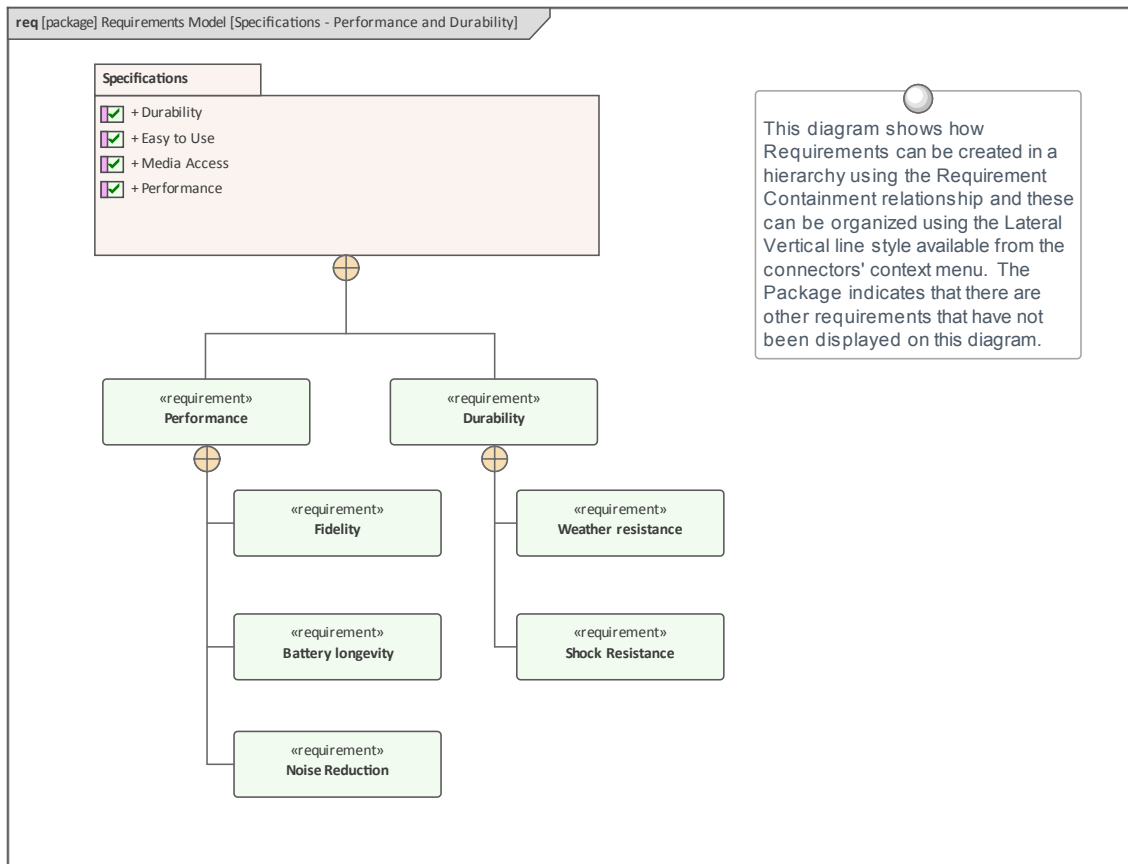 req [package] Requirements Model [Specifications - Performance and Durability]
Specifications
+ Durability
+ Easy to Use
+ Media Access
+ Performance
This diagram shows how
Requirements can be created in a
hierarchy using the Requirement
Containment relationship and these
can be organized using the Lateral
Vertical line style available from the
connectors' context menu. The
Package indicates that there are
other requirements that have not
been displayed on this diagram.
«requirement»
Performance
«requirement»
Durability
«requirement»
Fidelity
«requirement»
Weather resistance
«requirement»
Battery longevity
«requirement»
Shock Resistance
«requirement»
Noise Reduction